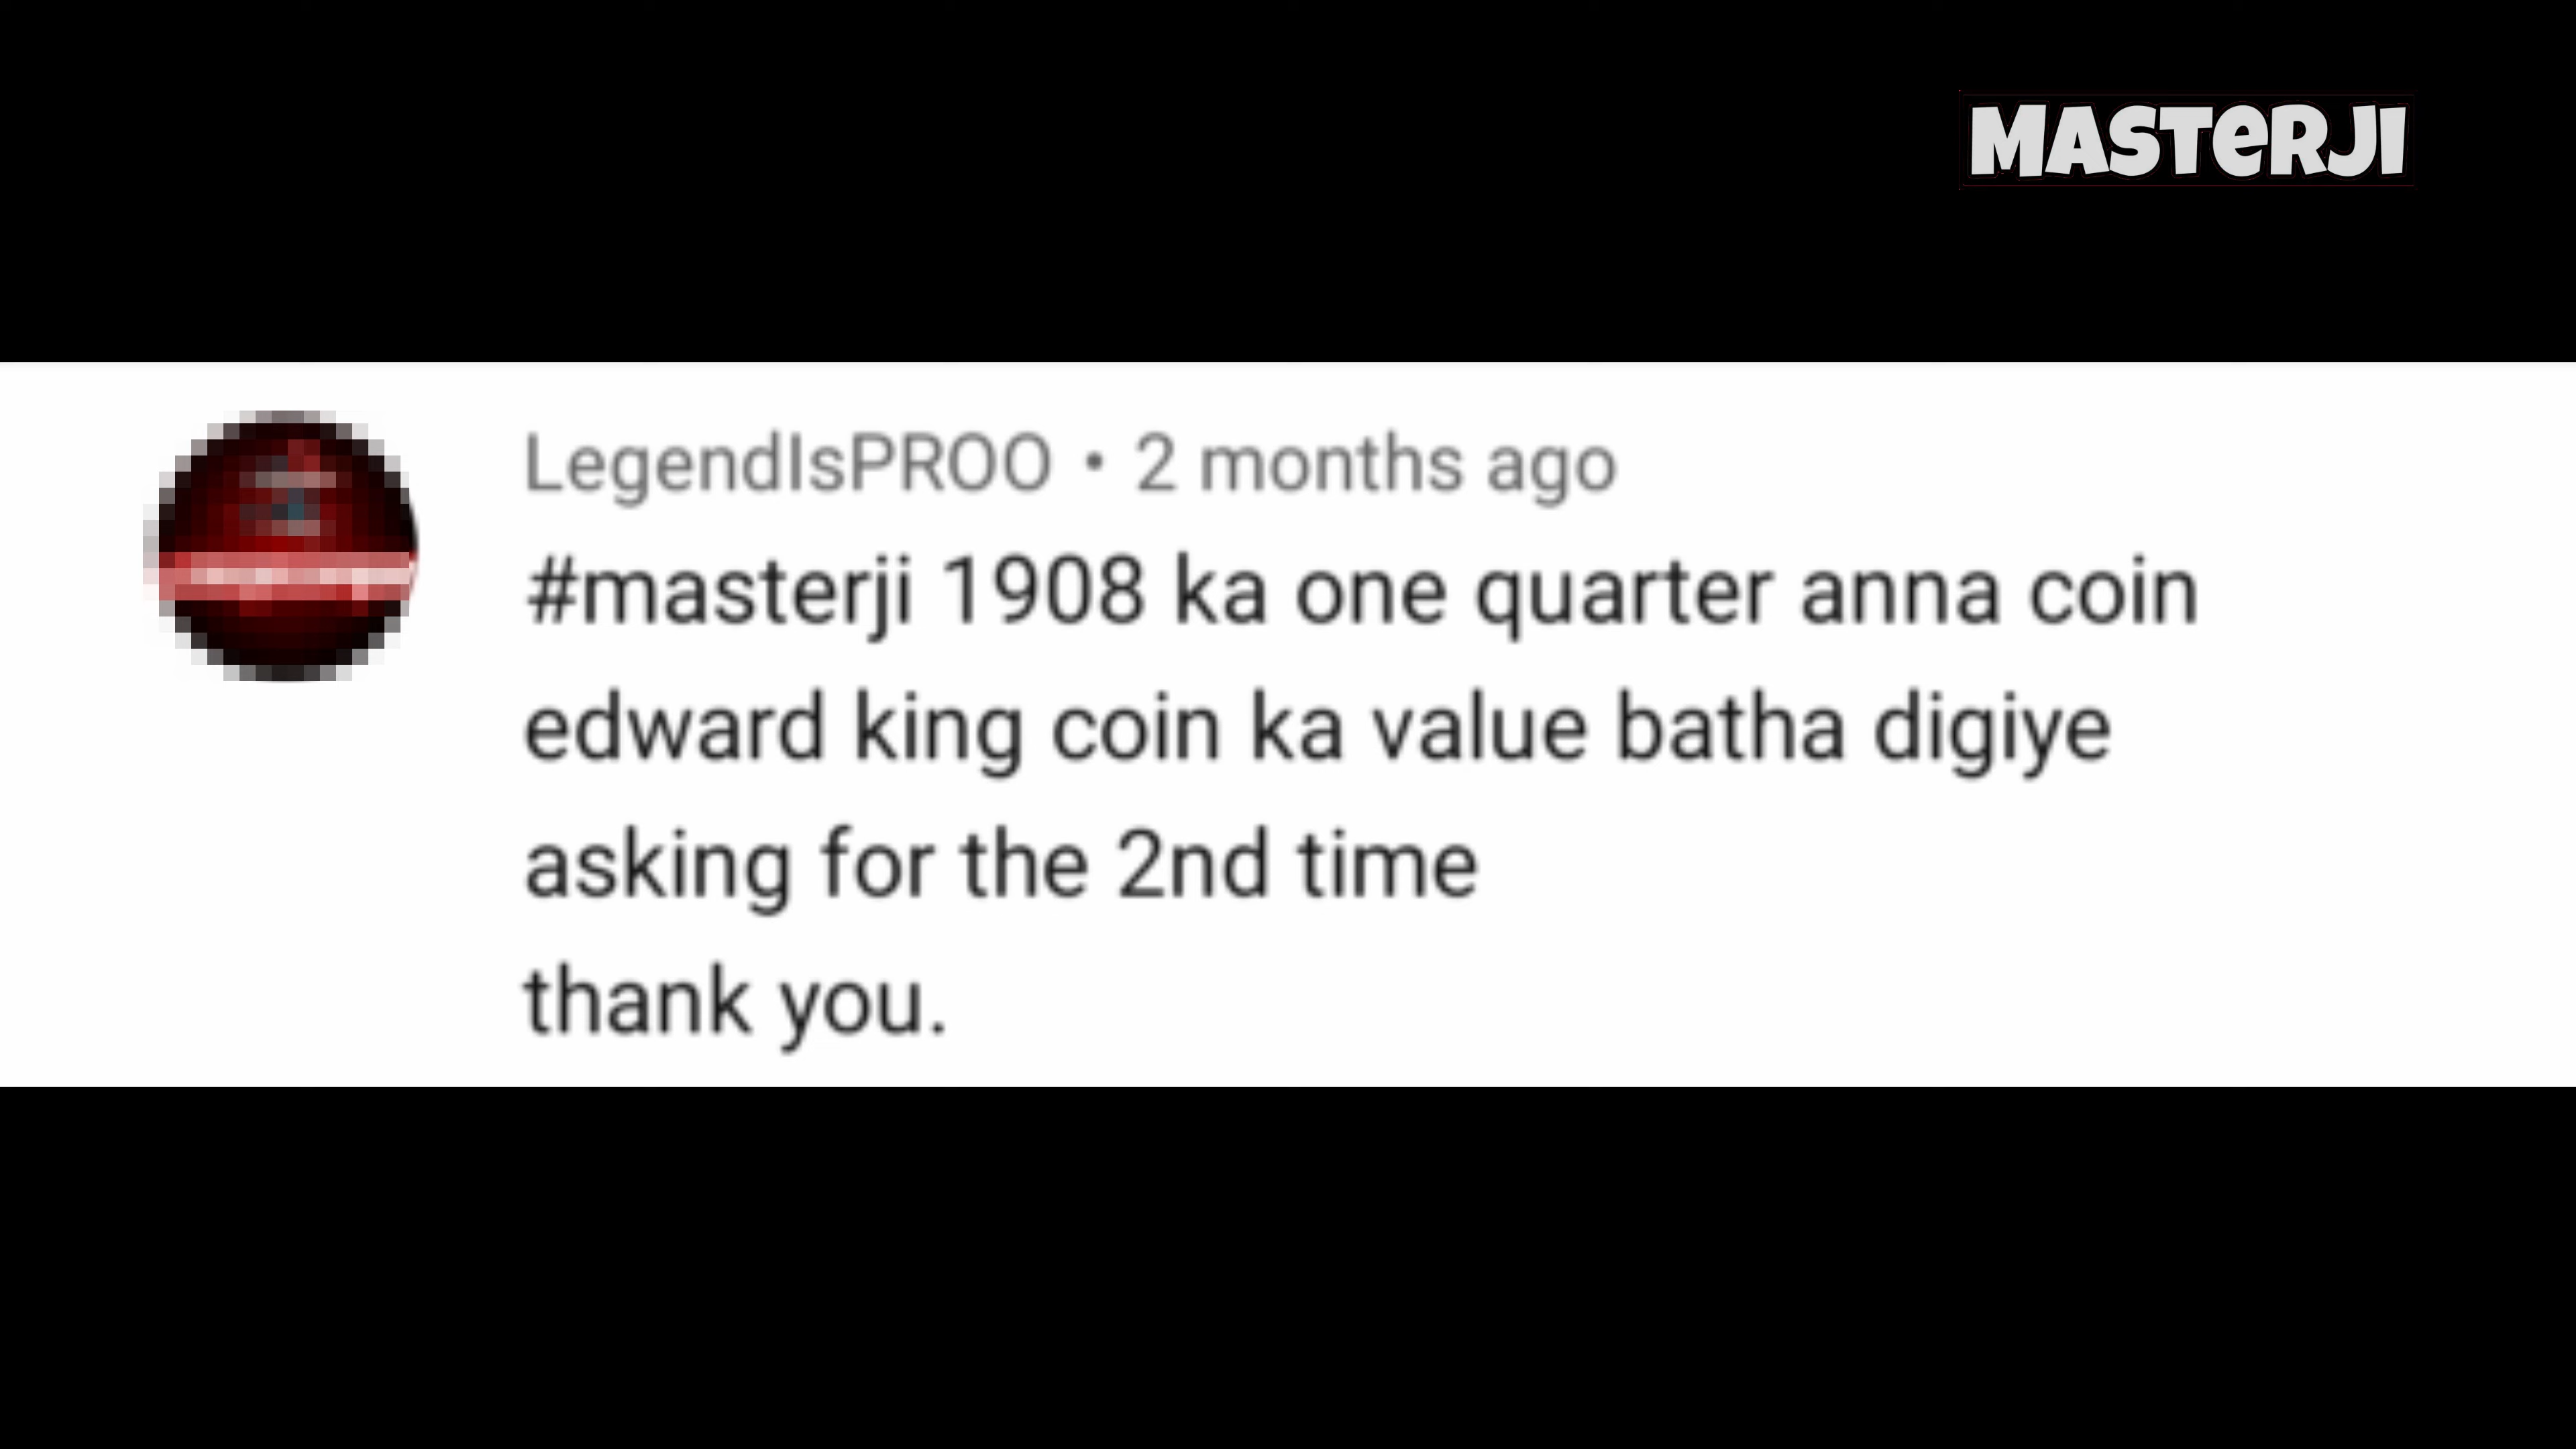 MASTeRJI
LegendIsPROO • 2 months ago
#masterji 1908 ka one quarter anna coin
edward king coin ka value batha digiye
asking for the 2nd time
thank you.